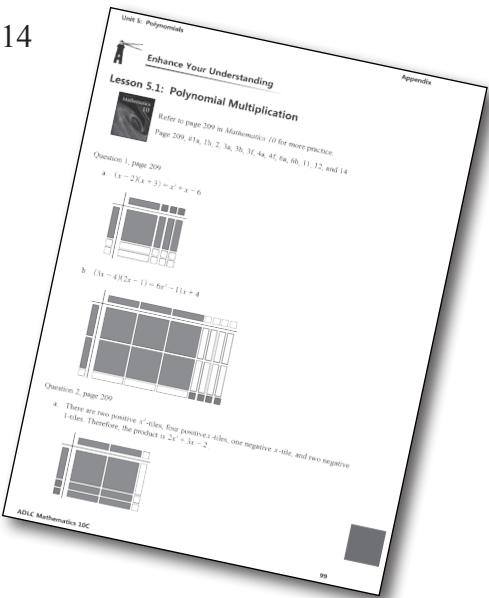 14
Unit 5: Polynomials
Appendix
Enhance Your Understanding
Lesson 5.1: Polynomial Multiplication
Mathematics
10
Refer to page 209 in Mathematics 10 for more practice.
Page 209, #1a, 1b, 2, 3a, 3b, 3f, 4a, 4f, 6a, 6b, 11, 12, and 14
Question 1, page 209
a. (x − 2)(x + 3) = x² + x − 6
b. (3x − 4)(2x − 1) = 6x² − 11x + 4
Question 2, page 209
a. There are two positive x²-tiles, four positive x-tiles, one negative x-tile, and two negative
1-tiles. Therefore, the product is 2x² + 3x − 2
ADLC Mathematics 10C
99